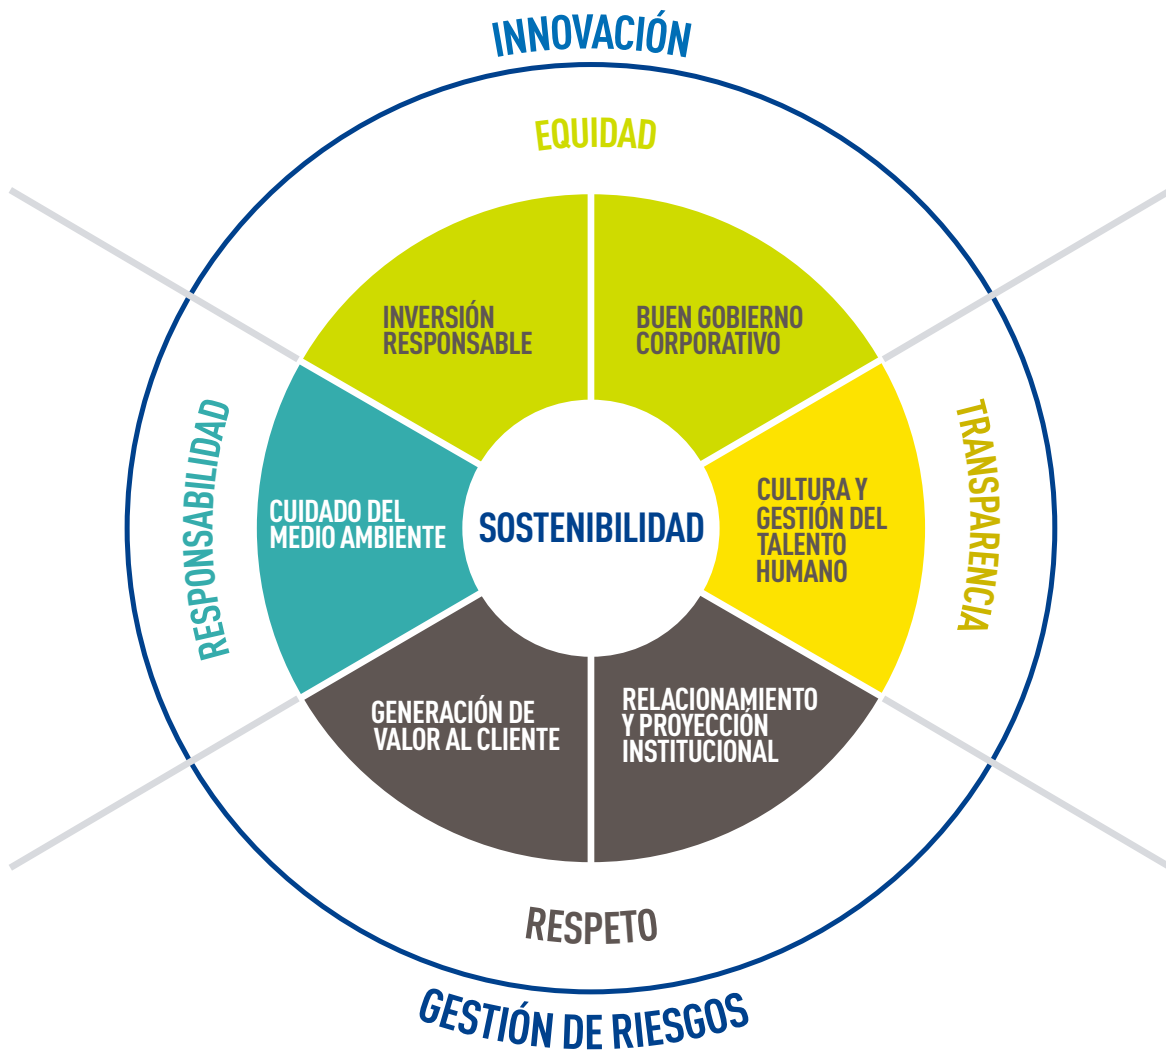 INNOVACIÓN
EQUIDAD
INVERSIÓN
RESPONSABLE
BUEN GOBIERNO
CORPORATIVO
RESPONSABILIDAD
CUIDADO DEL
MEDIO AMBIENTE
SOSTENIBILIDAD
CULTURA Y
GESTIÓN DEL
TALENTO
HUMANO
TRANSPARENCIA
GENERACIÓN DE
VALOR AL CLIENTE
RELACIONAMIENTO
Y PROYECCIÓN
INSTITUCIONAL
RESPETO
GESTIÓN DE RIESGOS